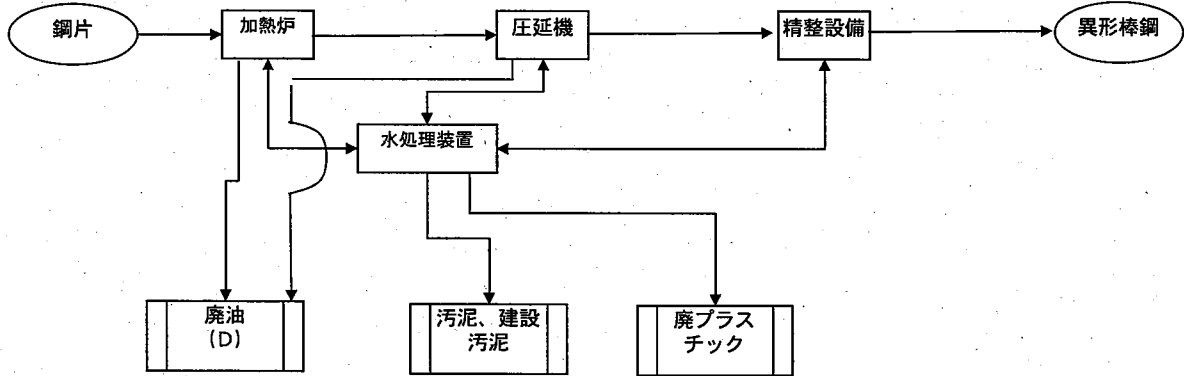 鋼片
加熱炉
圧延機
精整設備
異形棒鋼
水処理装置
廃油
(D)
汚泥、建設
汚泥
廃プラス
チック